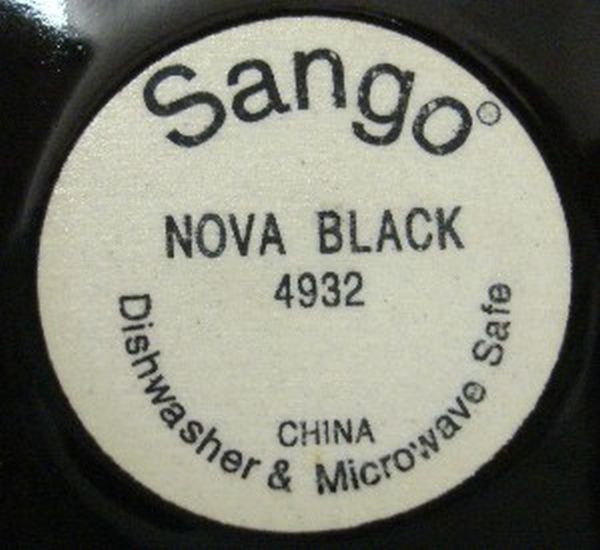 Sango®
NOVA BLACK
4932
CHINA
Dishwasher & Microwave Safe